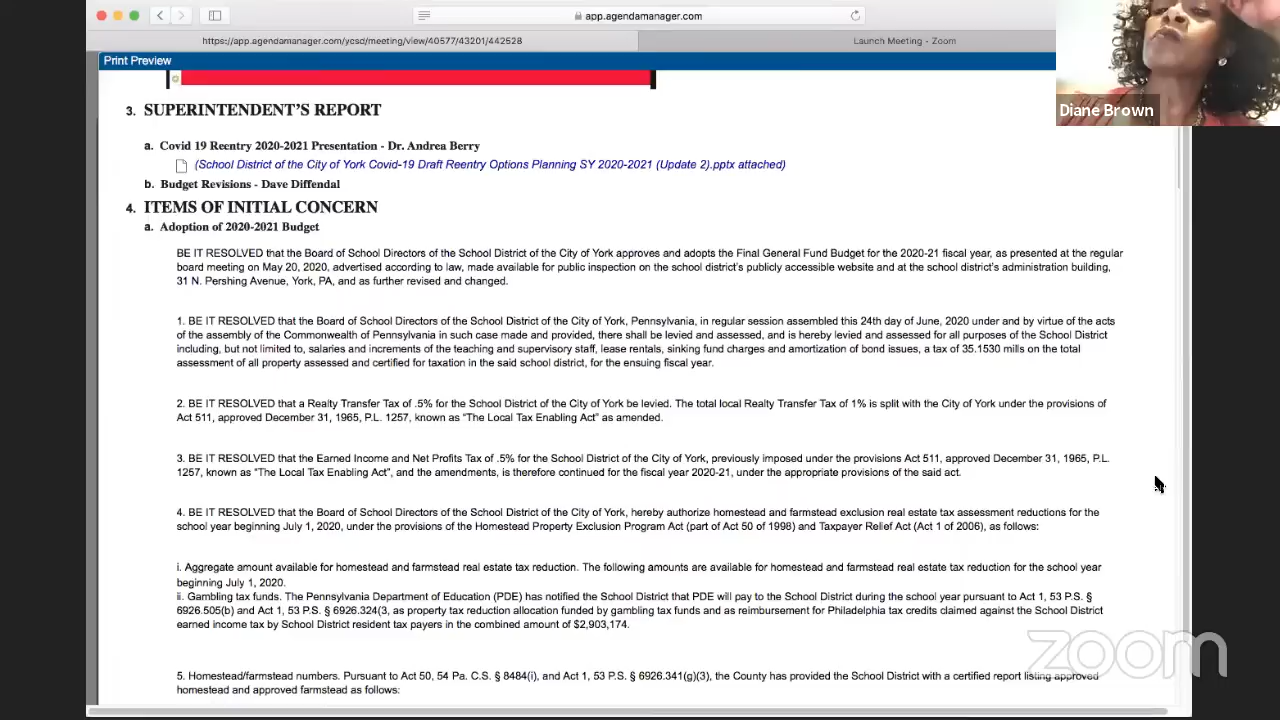 app.agendamanager.com
https://app.agendamanager.com/ycsd/meeting/view/40577/43201/442528
Launch Meeting - Zoom
Print Preview
Diane Brown
3. SUPERINTENDENT'S REPORT
a. Covid 19 Reentry 2020-2021 Presentation - Dr. Andrea Berry
(School District of the City of York Covid-19 Draft Reentry Options Planning SY 2020-2021 (Update 2).pptx attached)
b. Budget Revisions - Dave Diffendal
4. ITEMS OF INITIAL CONCERN
a. Adoption of 2020-2021 Budget
BE IT RESOLVED that the Board of School Directors of the School District of the City of York approves and adopts the Final General Fund Budget for the 2020-21 fiscal year, as presented at the regular
board meeting on May 20, 2020, advertised according to law, made available for public inspection on the school district's publicly accessible website and at the school district's administration building,
31 N. Pershing Avenue, York, PA, and as further revised and changed.
1. BE IT RESOLVED that the Board of School Directors of the School District of the City of York, Pennsylvania, in regular session assembled this 24th day of June, 2020 under and by virtue of the acts
of the assembly of the Commonwealth of Pennsylvania in such case made and provided, there shall be levied and assessed, and is hereby levied and assessed for all purposes of the School District
including, but not limited to, salaries and increments of the teaching and supervisory staff, lease rentals, sinking fund charges and amortization of bond issues, a tax of 35.1530 mills on the total
assessment of all property assessed and certified for taxation in the said school district, for the ensuing fiscal year.
2. BE IT RESOLVED that a Realty Transfer Tax of .5% for the School District of the City of York be levied. The total local Realty Transfer Tax of 1% is split with the City of York under the provisions of
Act 511, approved December 31, 1965, P.L. 1257, known as "The Local Tax Enabling Act" as amended.
3. BE IT RESOLVED that the Earned Income and Net Profits Tax of .5% for the School District of the City of York, previously imposed under the provisions Act 511, approved December 31, 1965, P.L.
1257, known as "The Local Tax Enabling Act", and the amendments, is therefore continued for the fiscal year 2020-21, under the appropriate provisions of the said act.
4. BE IT RESOLVED that the Board of School Directors of the School District of the City of York, hereby authorize homestead and farmstead exclusion real estate tax assessment reductions for the
school year beginning July 1, 2020, under the provisions of the Homestead Property Exclusion Program Act (part of Act 50 of 1998) and Taxpayer Relief Act (Act 1 of 2006), as follows:
i. Aggregate amount available for homestead and farmstead real estate tax reduction. The following amounts are available for homestead and farmstead real estate tax reduction for the school year
beginning July 1, 2020.
ii. Gambling tax funds. The Pennsylvania Department of Education (PDE) has notified the School District that PDE will pay to the School District during the school year pursuant to Act 1, 53 P.S. §
6926.505(b) and Act 1, 53 P.S. § 6926.324(3, as property tax reduction allocation funded by gambling tax funds and as reimbursement for Philadelphia tax credits claimed against the School District
earned income tax by School District resident tax payers in the combined amount of $2,903,174.
zoom
5. Homestead/farmstead numbers. Pursuant to Act 50, 54 Pa. C.S. § 8484(i), and Act 1, 53 P.S. § 6926.341(g)(3), the County has provided the School District with a certified report listing approved
homestead and approved farmstead as follows: